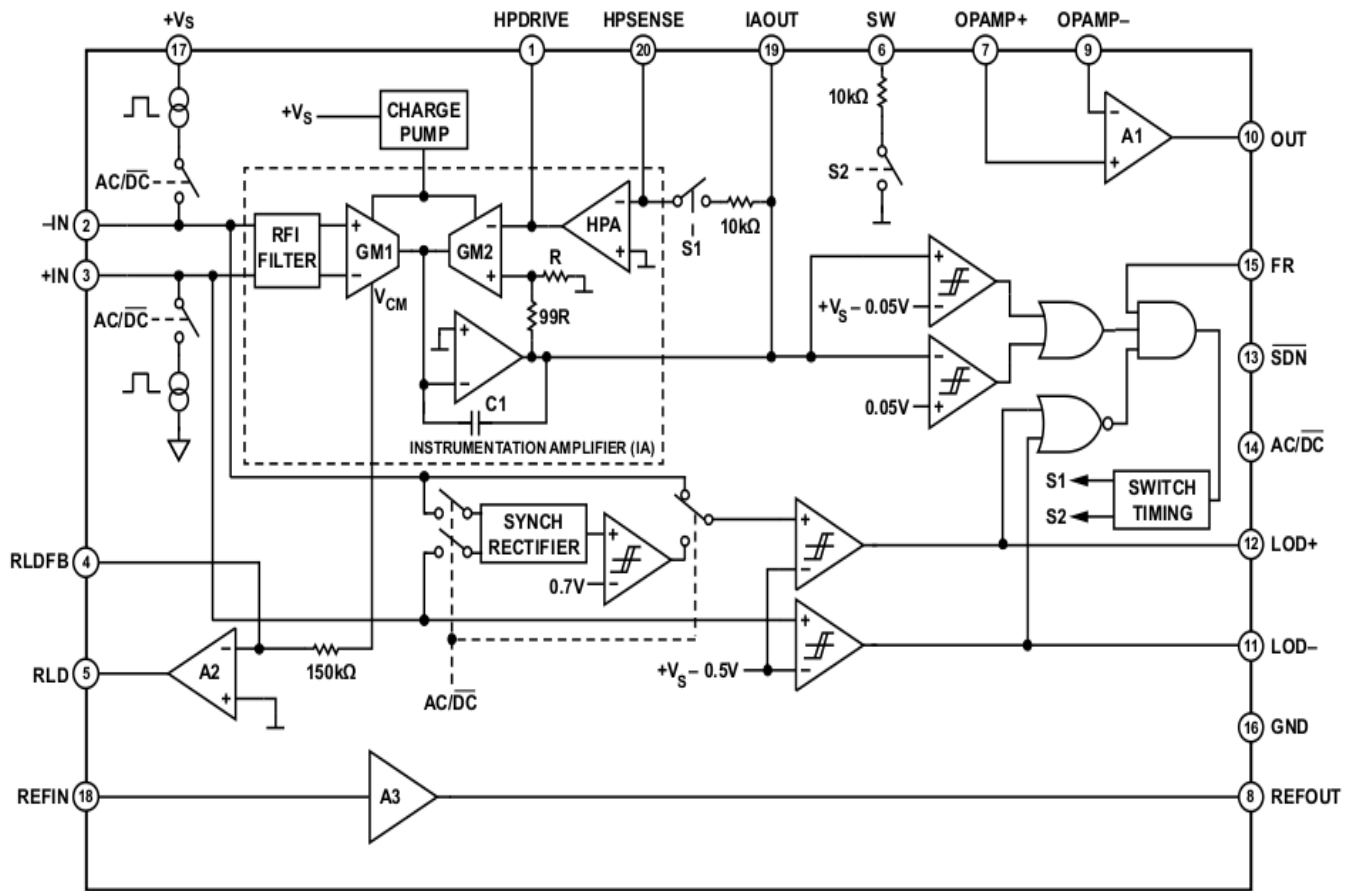 +VS
HPDRIVE
HPSENSE
IAOUT
SW
OPAMP+
OPAMP–
17
1
20
19
6
7
9
+VS
CHARGE
PUMP
10kΩ
–
A1
+
10
OUT
AC/DC
S2
–IN
2
RFI
FILTER
+
GM1
–
GM2
–
+
HPA
–
+
S1
10kΩ
+IN
3
VCM
R
99R
15
FR
AC/DC
+
–
+VS – 0.05V
+
–
13
SDN
–
+
0.05V
C1
INSTRUMENTATION AMPLIFIER (IA)
14
AC/DC
S1
S2
SWITCH
TIMING
SYNCH
RECTIFIER
+
–
0.7V
+
–
12
LOD+
RLDFB
4
+
–
+VS – 0.5V
11
LOD–
RLD
5
A2
–
+
150kΩ
AC/DC
16
GND
REFIN
18
A3
8
REFOUT